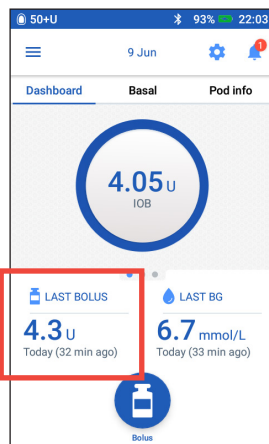 50+U 93% 22:03
9 Jun 1
Dashboard Basal Pod info
4.05 U
IOB
LAST BOLUS LAST BG
4.3 U 6.7 mmol/L
Today (32 min ago) Today (33 min ago)
Bolus